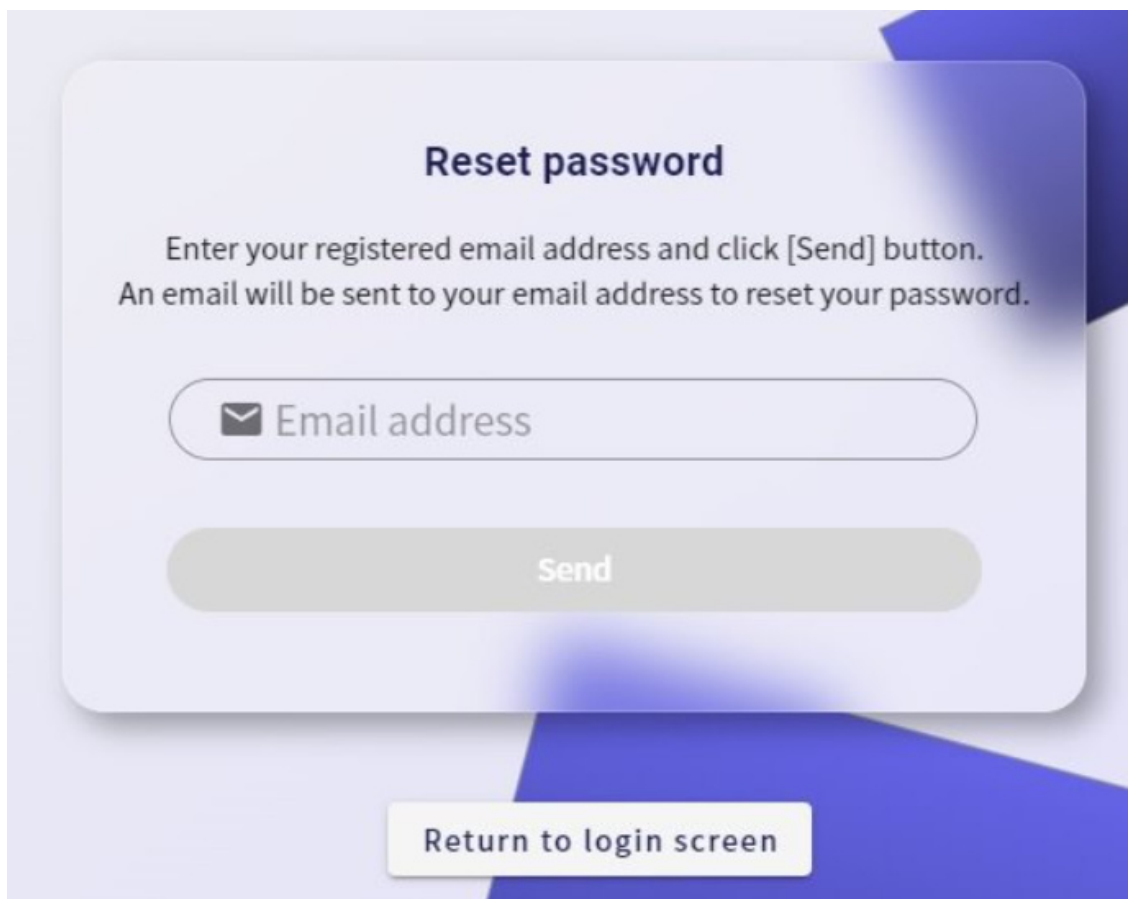 Reset password
Enter your registered email address and click [Send] button.
An email will be sent to your email address to reset your password.
Email address
Send
Return to login screen